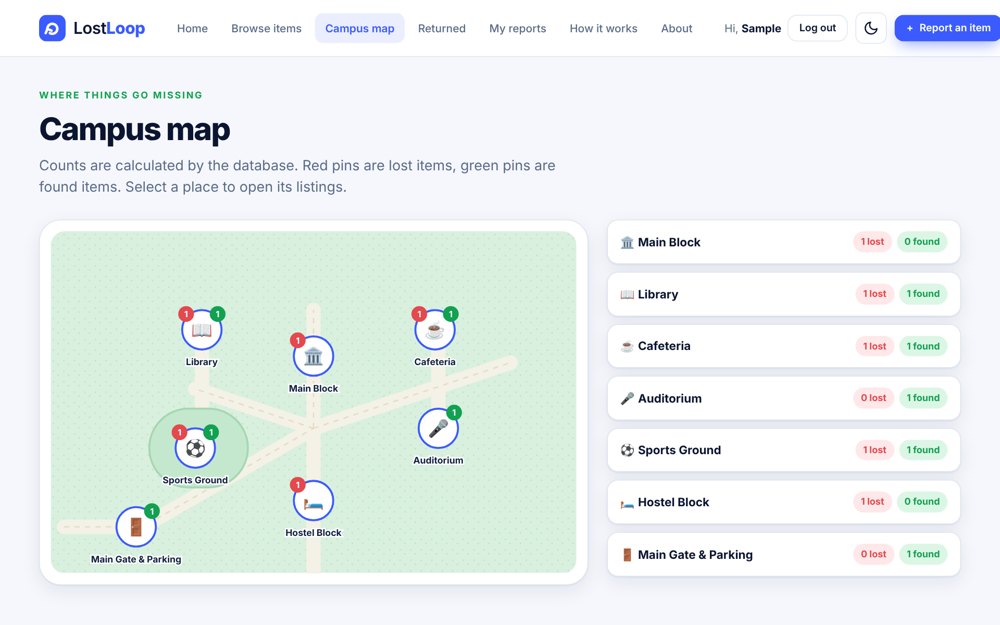 LostLoop
Home
Browse items
Campus map
Returned
My reports
How it works
About
Hi, Sample
Log out
+ Report an item
WHERE THINGS GO MISSING
Campus map
Counts are calculated by the database. Red pins are lost items, green pins are
found items. Select a place to open its listings.
1 1
Library
1
Main Block
1 1
Cafeteria
1 1
Sports Ground
1
Auditorium
1
Hostel Block
1
Main Gate & Parking
Main Block 1 lost 0 found
Library 1 lost 1 found
Cafeteria 1 lost 1 found
Auditorium 0 lost 1 found
Sports Ground 1 lost 1 found
Hostel Block 1 lost 0 found
Main Gate & Parking 0 lost 1 found